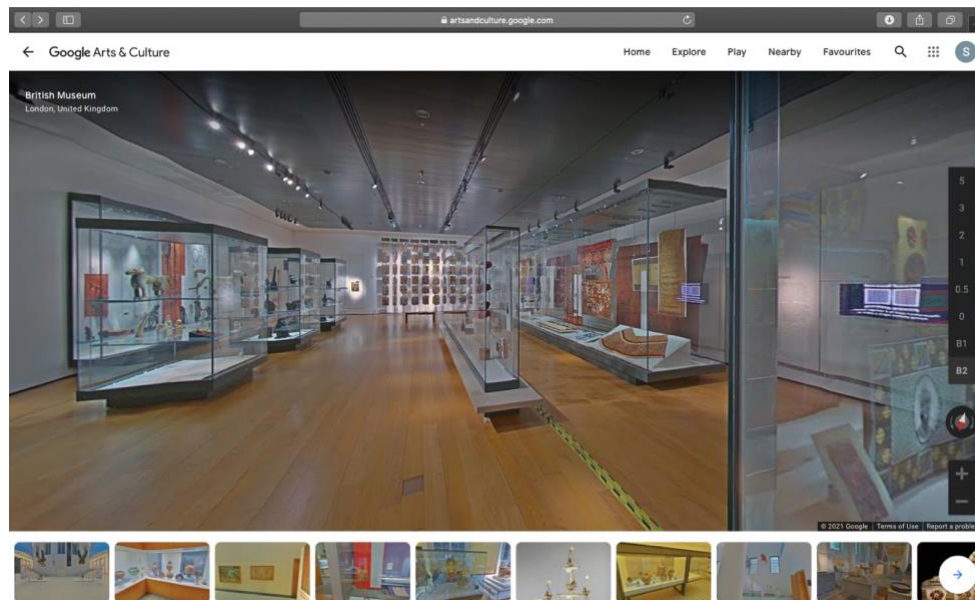 artsandculture.google.com
Google Arts & Culture
Home Explore Play Nearby Favourites S
British Museum
London, United Kingdom
5
3
2
1
0.5
0
B1
B2
© 2021 Google Terms of Use Report a proble